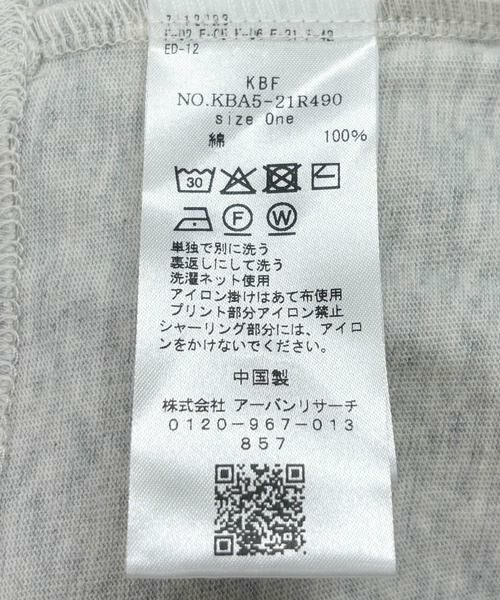 ED-12
KBF
NO.KBA5-21R490
size One
綿 100%
30
F W
単独で別に洗う
裏返しにして洗う
洗濯ネット使用
アイロン掛けはあて布使用
プリント部分アイロン禁止
シャーリング部分には、アイロ
ンをかけないでください。
中国製
株式会社 アーバンリサーチ
0120-967-013
857